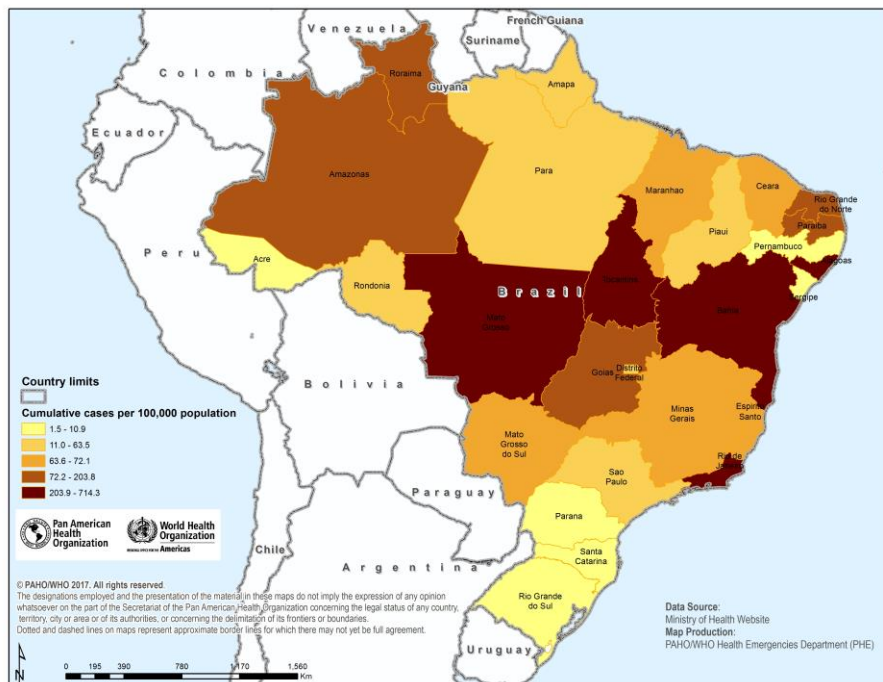 French Guiana
Venezuela
Suriname
Colombia
Guyana
Roraima
Amapa
Ecuador
Amazonas
Para
Maranhao
Ceara
Rio Grande
do Norte
Paraiba
Piaui
Pernambuco
Peru
Acre
Rondonia
Tocantins
Brazil
Mato
Grosso
Bahia
Bolivia
Goias
Distrito
Federal
Minas
Gerais
Espirito
Santo
Mato
Grosso
do Sul
Rio de
Sao
Paulo
Paraguay
Parana
Santa
Catarina
Chile
Argentina
Rio Grande
do Sul
Uruguay
Country limits
Cumulative cases per 100,000 population
1.5 - 10.9
11.0 - 63.5
63.6 - 72.1
72.2 - 203.8
203.9 - 714.3
Pan American
Health
Organization
World Health
Organization
Americas
© PAHO/WHO 2017. All rights reserved.
The designations employed and the presentation of the material in these maps do not imply the expression of any opinion
whatsoever on the part of the Secretariat of the Pan American Health Organization concerning the legal status of any country,
territory, city or area or of its authorities, or concerning the delimitation of its frontiers or boundaries.
Dotted and dashed lines on maps represent approximate border lines for which there may not yet be full agreement.
Data Source:
Ministry of Health Website
Map Production:
PAHO/WHO Health Emergencies Department (PHE)
N
0 195 390 780 1,170 1,560
Km